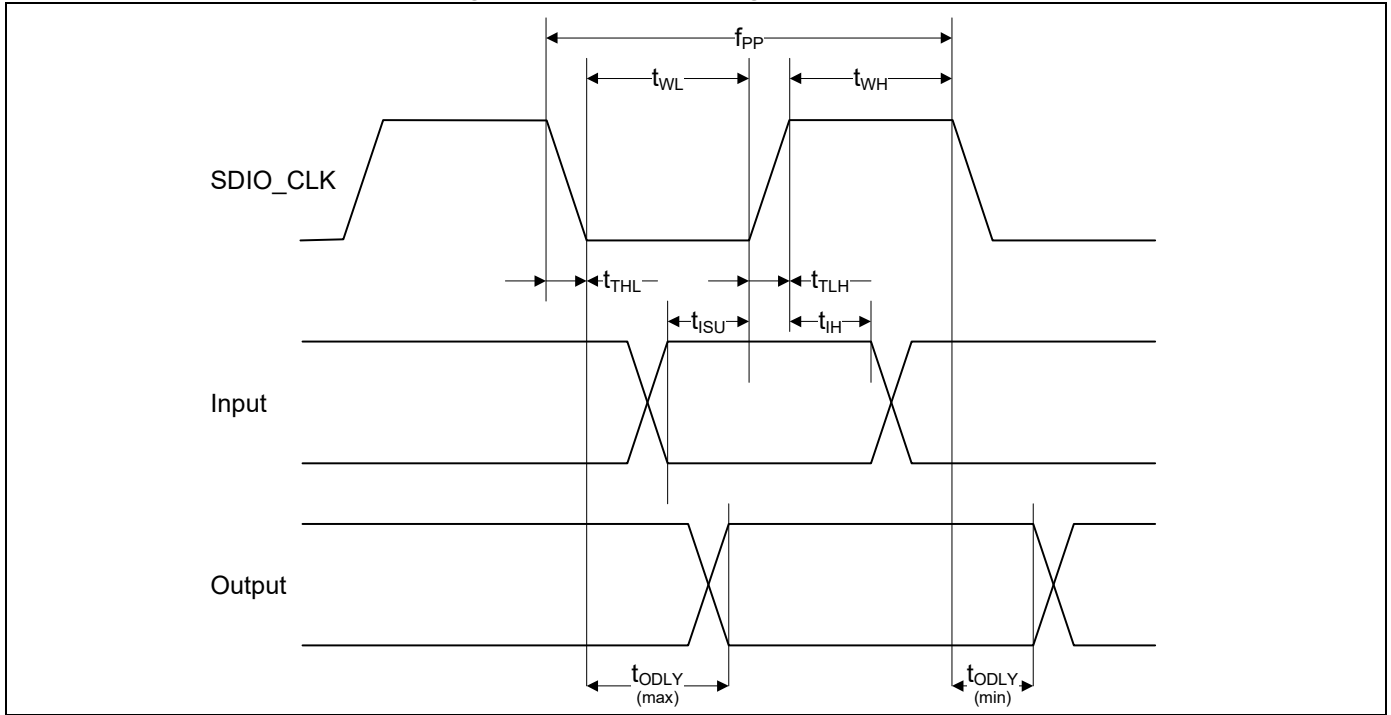 fPP
tWL tWH
SDIO_CLK
tTHL tTLH
tISU tIH
Input
Output
tODLY tODLY
(max) (min)